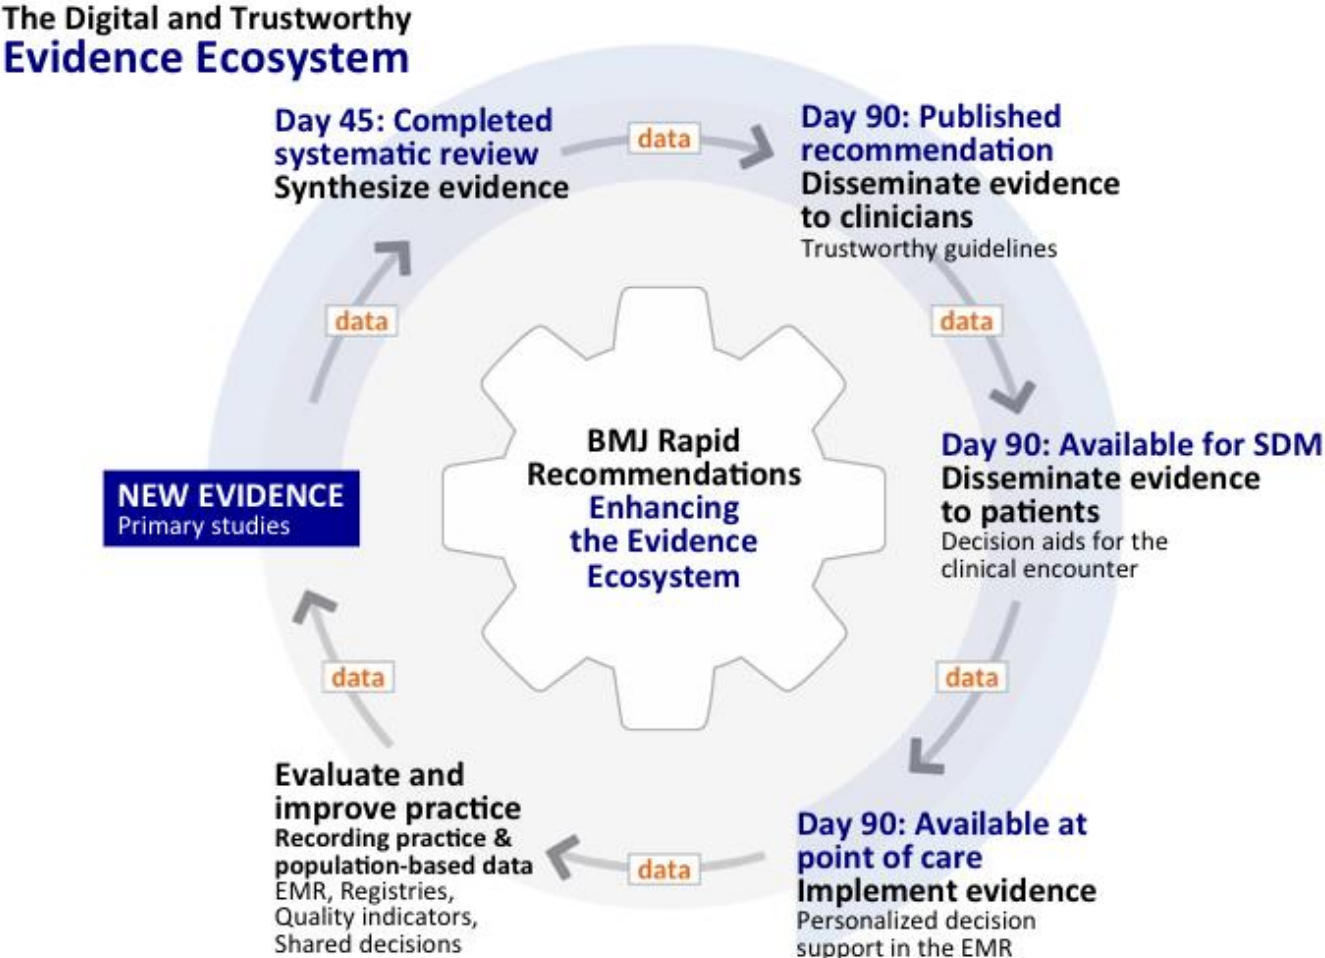 The Digital and Trustworthy
Evidence Ecosystem
Day 45: Completed
systematic review
Synthesize evidence
data
Day 90: Published
recommendation
Disseminate evidence
to clinicians
Trustworthy guidelines
data
data
BMJ Rapid
Recommendations
Enhancing
the Evidence
Ecosystem
Day 90: Available for SDM
Disseminate evidence
to patients
Decision aids for the
clinical encounter
NEW EVIDENCE
Primary studies
data
data
Evaluate and
improve practice
Recording practice &
population-based data
EMR, Registries,
Quality indicators,
Shared decisions
data
Day 90: Available at
point of care
Implement evidence
Personalized decision
support in the EMR